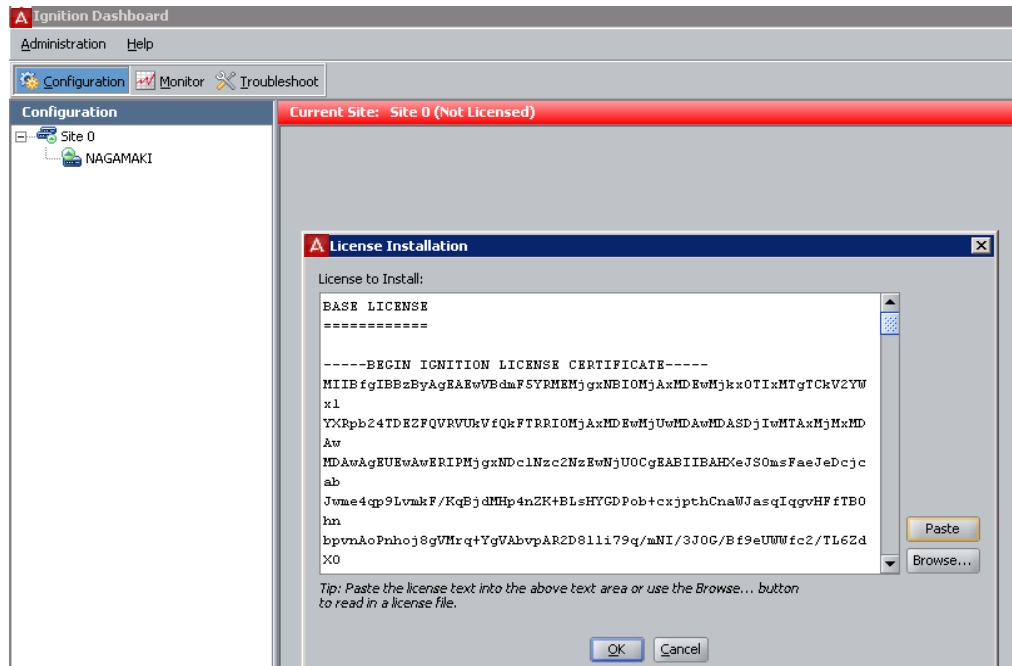 Ignition Dashboard
Administration Help
Configuration Monitor Troubleshoot
Configuration
Current Site: Site 0 (Not Licensed)
Site 0
NAGAMAKI
License Installation
License to Install:
BASE LICENSE
============
-----BEGIN IGNITION LICENSE CERTIFICATE-----
MIIBfgIBBzByAgEAEwVBdmF5YRMEMjgxNBIOMjAxMDEwMjkxOTIxMTgTCkV2YW
xl
YXRpb24TDEZFQVRVUkVfQkFTRRIOMjAxMDEwMjUwMDAwMDASDjIwMTAxMjMxMD
Aw
MDAwAgEUEwAwERIPMjgxNDc1Nzc2NzEwNjU0CgEABIIBAHXeJSOmsFaeJeDcjc
ab
Jwme4qp9LvmkF/KqBjdMHp4nZK+BLsHYGDPob+cxjpthCnaWJasqIqgvHFfTB0
hn
bpvnAoPnhoj8gVMrq+YgVAbvpAR2D81li79q/mNI/3JOG/Bf9eUWWfc2/TL6Zd
XO
Paste
Browse...
Tip: Paste the license text into the above text area or use the Browse... button
to read in a license file.
OK Cancel